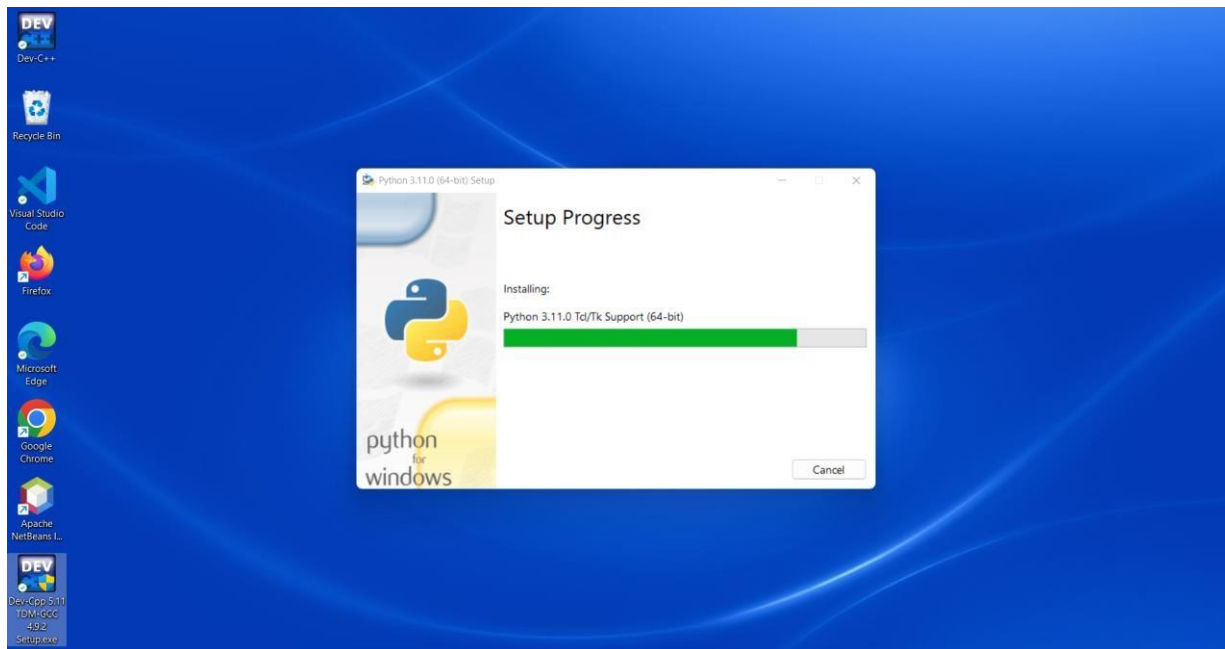 DEV
C++
Dev-C++
Recycle Bin
Visual Studio
Code
Firefox
Microsoft
Edge
Google
Chrome
Apache
NetBeans I...
DEV
Dev-Cpp 5.11
TDM-GCC
4.9.2
Setup.exe
Python 3.11.0 (64-bit) Setup
Setup Progress
Installing:
Python 3.11.0 Tcl/Tk Support (64-bit)
python
for
windows
Cancel